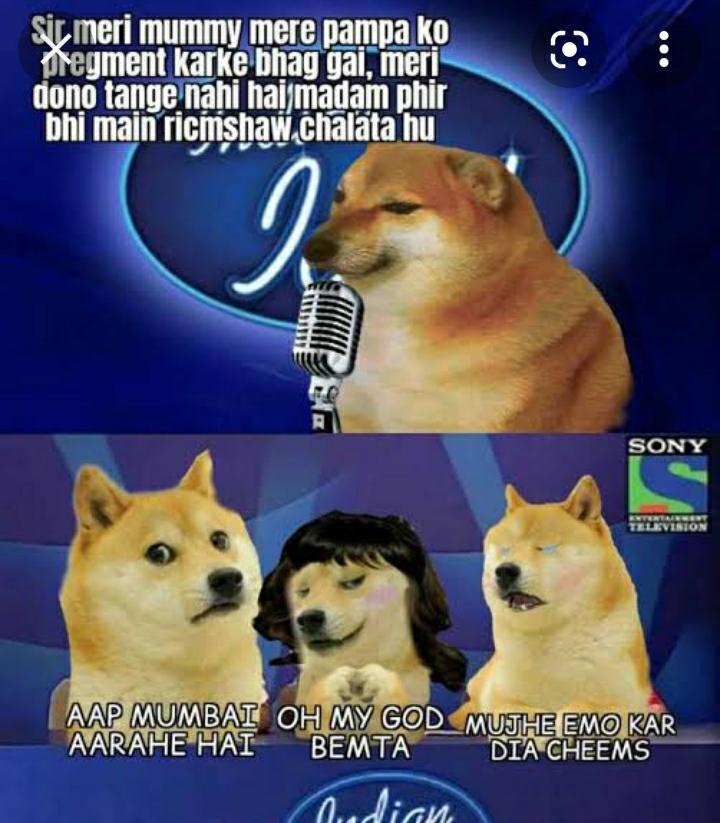 Sir meri mummy mere pampa ko
pregment karke bhag gai, meri
dono tange nahi hai madam phir
bhi main ricmshaw chalata hu
SONY
ENTERTAINMENT
TELEVISION
AAP MUMBAI
AARAHE HAI
OH MY GOD
BEMTA
MUJHE EMO KAR
DIA CHEEMS
Indian